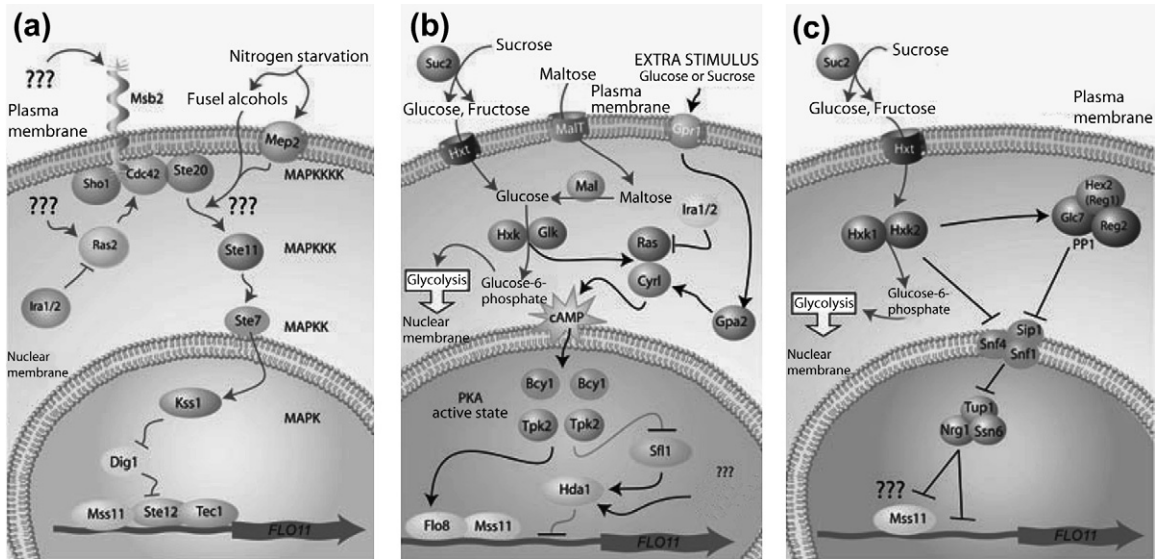 (a)
Nitrogen starvation
???
Msb2
Fusel alcohols
Plasma
membrane
Mep2
Sho1
Cdc42
Ste20
MAPKKKK
???
???
Ras2
Ste11
MAPKKK
Ira1/2
Ste7
MAPKK
Nuclear
membrane
Kss1
MAPK
Dig1
Mss11
Ste12
Tec1
FLO11
(b)
Suc2
Sucrose
EXTRA STIMULUS
Glucose or Sucrose
Maltose
Plasma
membrane
Glucose, Fructose
Hxt
MalT
Gpr1
Glucose
Mal
Maltose
Ira1/2
Hxk
Glk
Ras
Cyrl
Glycolysis
Glucose-6-
phosphate
Nuclear
membrane
cAMP
Gpa2
Bcy1
Bcy1
PKA
active state
Tpk2
Tpk2
Sfl1
???
Hda1
Flo8
Mss11
FLO11
(c)
Suc2
Sucrose
Glucose, Fructose
Plasma
membrane
Hxt
Hex2
(Reg1)
Glc7
Reg2
PP1
Hxk1
Hxk2
Glycolysis
Glucose-6-
phosphate
Nuclear
membrane
Snf4
Sip1
Snf1
Tup1
Nrg1
Ssn6
???
Mss11
FLO11